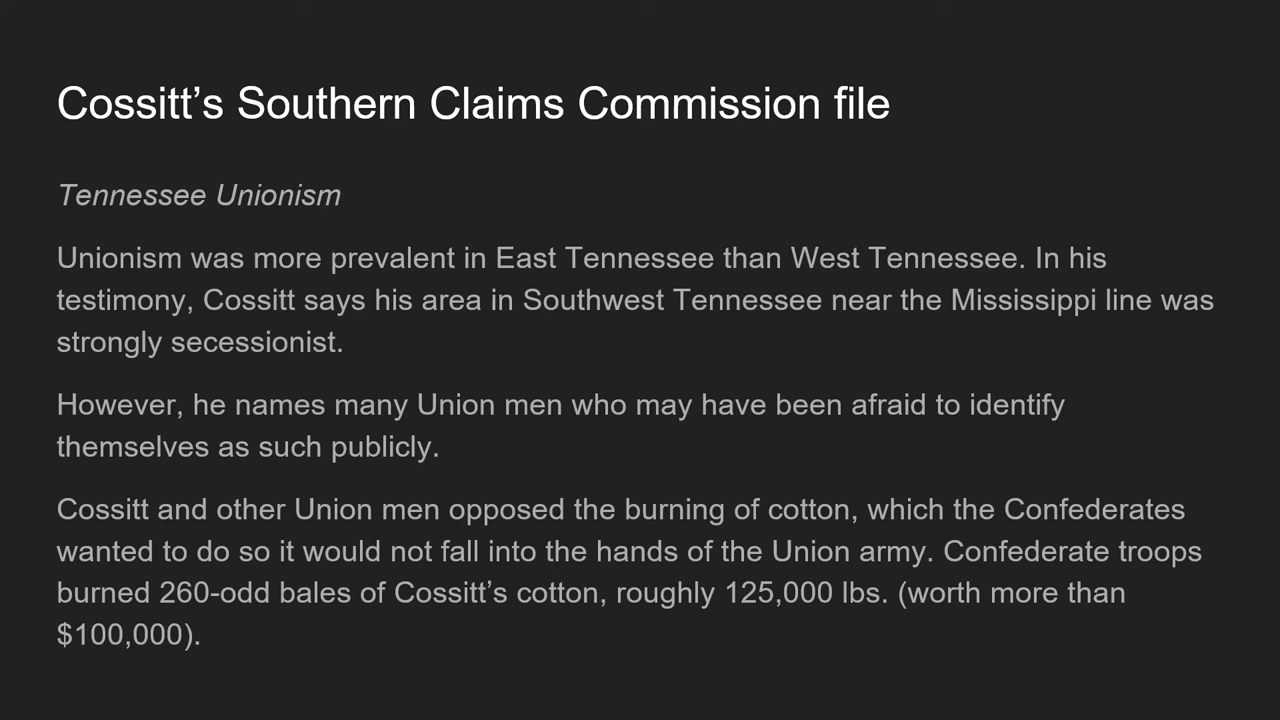 Cossitt’s Southern Claims Commission file
Tennessee Unionism
Unionism was more prevalent in East Tennessee than West Tennessee. In his
testimony, Cossitt says his area in Southwest Tennessee near the Mississippi line was
strongly secessionist.
However, he names many Union men who may have been afraid to identify
themselves as such publicly.
Cossitt and other Union men opposed the burning of cotton, which the Confederates
wanted to do so it would not fall into the hands of the Union army. Confederate troops
burned 260-odd bales of Cossitt’s cotton, roughly 125,000 lbs. (worth more than
$100,000).